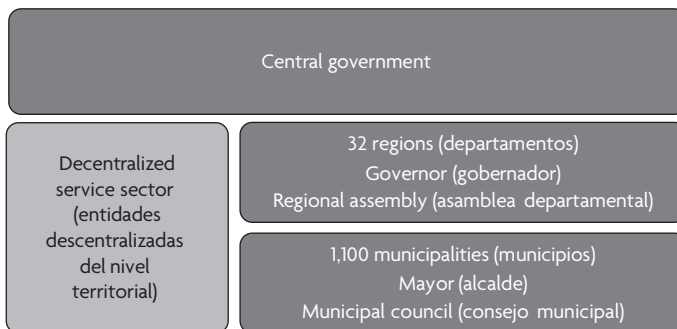 Central government
Decentralized
service sector
(entidades
descentralizadas
del nivel
territorial)
32 regions (departamentos)
Governor (gobernador)
Regional assembly (asamblea departamental)
1,100 municipalities (municipios)
Mayor (alcalde)
Municipal council (consejo municipal)